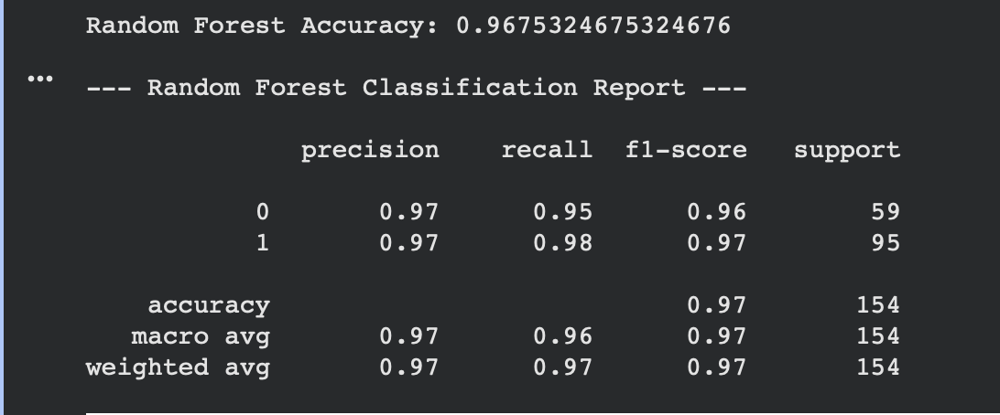 Random Forest Accuracy: 0.9675324675324676
--- Random Forest Classification Report ---
precision recall f1-score support
0 0.97 0.95 0.96 59
1 0.97 0.98 0.97 95
accuracy 0.97 154
macro avg 0.97 0.96 0.97 154
weighted avg 0.97 0.97 0.97 154